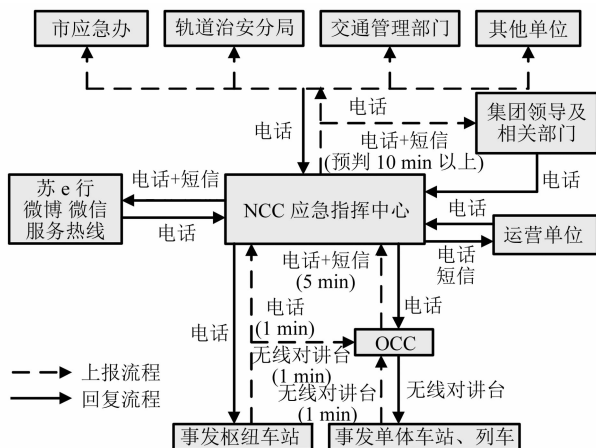 市应急办
轨道治安分局
交通管理部门
其他单位
电话
电话
电话+短信
(预判 10 min 以上)
集团领导及
相关部门
电话
苏 e 行
微博 微信
服务热线
电话+短信
电话
NCC 应急指挥中心
电话
电话
短信
运营单位
电话+短信
(5 min)
电话
电话
(1 min)
电话
无线对讲台
(1 min)
OCC
无线对讲台
(1 min)
无线对讲台
上报流程
回复流程
事发枢纽车站
事发单体车站、列车